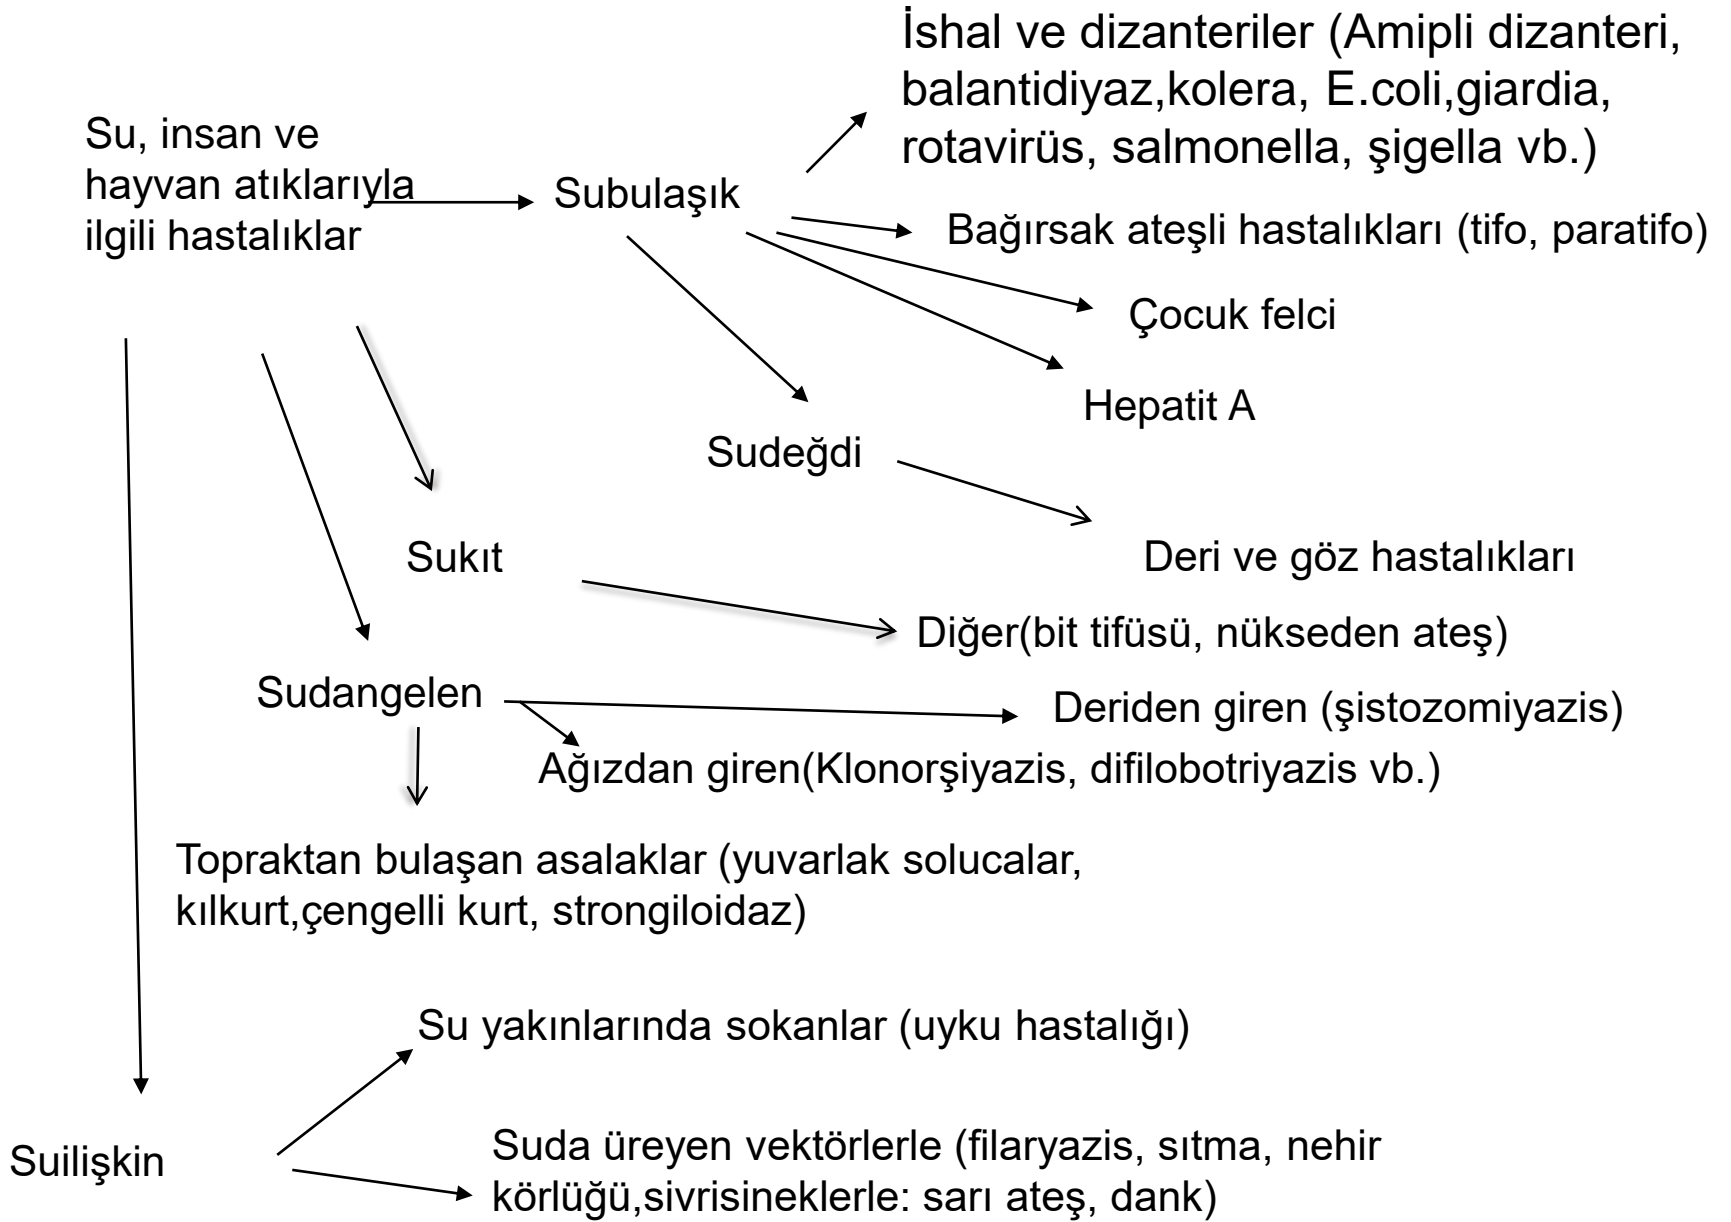 İshal ve dizanteriler (Amipli dizanteri,
balantidiyaz,kolera, E.coli,giardia,
rotavirüs, salmonella, şigella vb.)
Su, insan ve
hayvan atıklarıyla
ilgili hastalıklar
Subulaşık
Bağırsak ateşli hastalıkları (tifo, paratifo)
Çocuk felci
Hepatit A
Sudeğdi
Deri ve göz hastalıkları
Sukıt
Diğer(bit tifüsü, nükseden ateş)
Sudangelen
Deriden giren (şistozomiyazis)
Ağızdan giren(Klonorşiyazis, difilobotriyazis vb.)
Topraktan bulaşan asalaklar (yuvarlak solucalar,
kılkurt,çengelli kurt, strongiloidaz)
Su yakınlarında sokanlar (uyku hastalığı)
Suilişkin
Suda üreyen vektörlerle (filaryazis, sıtma, nehir
körlüğü,sivrisineklerle: sarı ateş, dank)